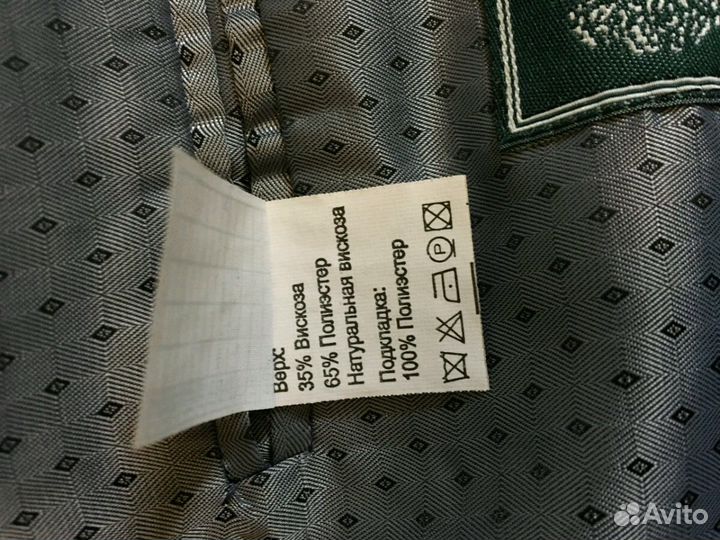 Верх:
35% Вискоза
65% Полиэстер
Натуральная вискоза
Подкладка:
100% Полиэстер
P
Avito